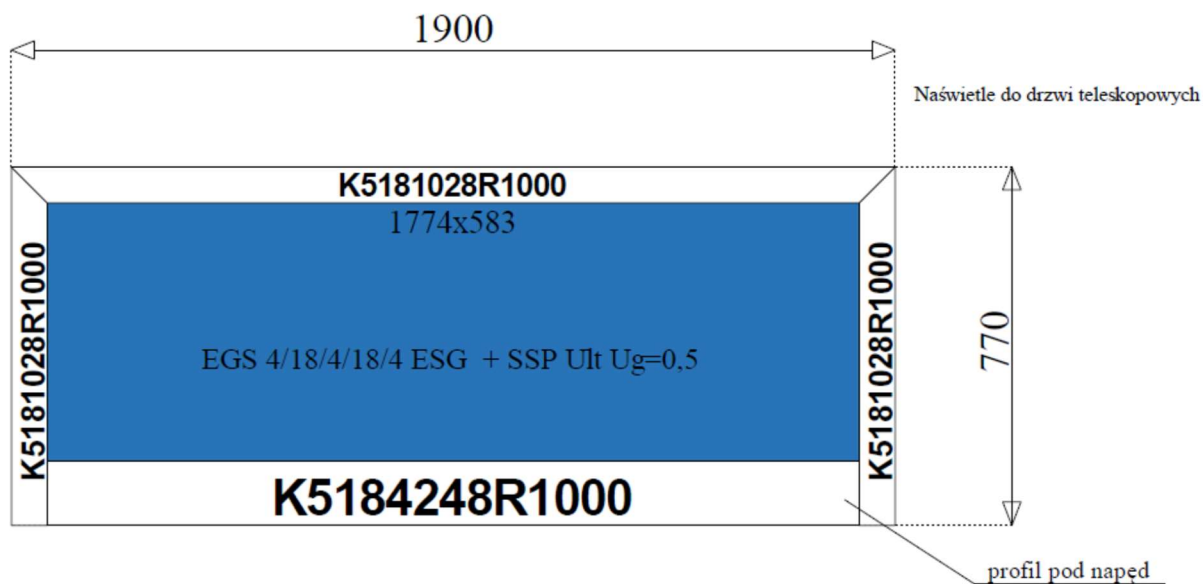 1900
Naświetle do drzwi teleskopowych
K5181028R1000
1774x583
K5181028R1000
K5181028R1000
770
EGS 4/18/4/18/4 ESG + SSP Ult Ug=0,5
K5184248R1000
profil pod napęd